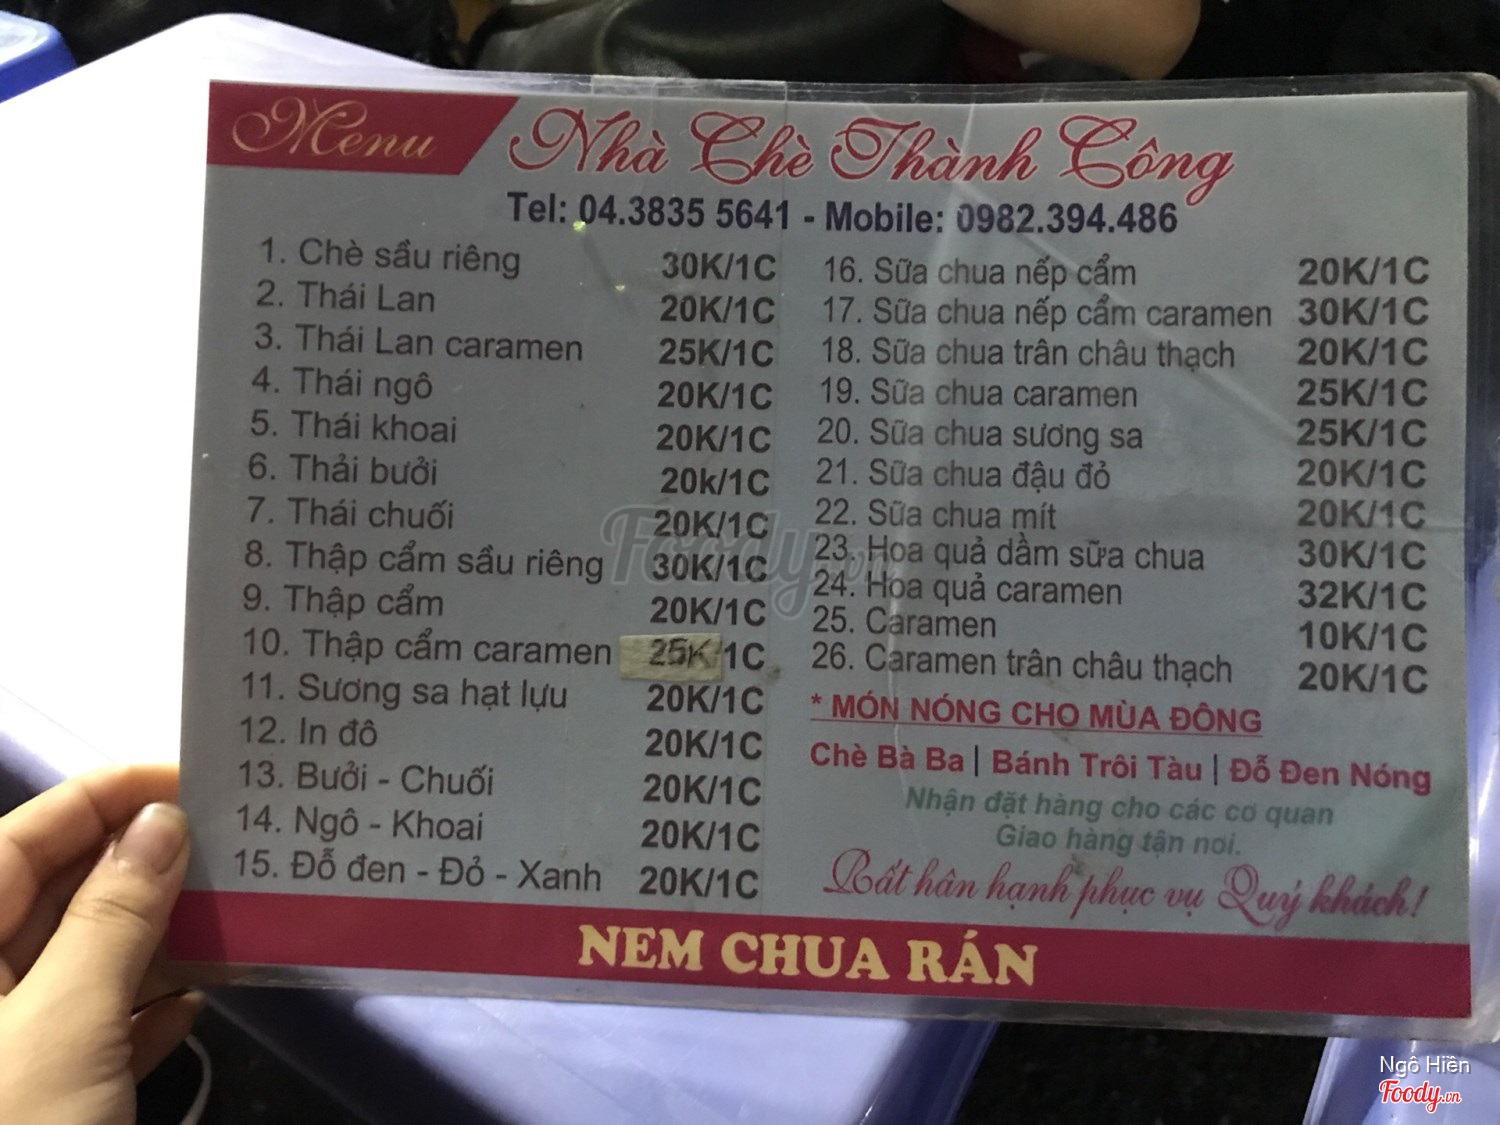 Menu
Nhà Chè Thành Công
Tel: 04.3835 5641 - Mobile: 0982.394.486
1. Chè sầu riêng 30K/1C
2. Thái Lan 20K/1C
3. Thái Lan caramen 25K/1C
4. Thái ngô 20K/1C
5. Thái khoai 20K/1C
6. Thải bưởi 20k/1C
7. Thái chuối 20K/1C
8. Thập cẩm sầu riêng 30K/1C
9. Thập cẩm 20K/1C
10. Thập cẩm caramen 25K/1C
11. Sương sa hạt lựu 20K/1C
12. In đô 20K/1C
13. Bưởi - Chuối 20K/1C
14. Ngô - Khoai 20K/1C
15. Đỗ đen - Đỏ - Xanh 20K/1C
16. Sữa chua nếp cẩm 20K/1C
17. Sữa chua nếp cẩm caramen 30K/1C
18. Sữa chua trân châu thạch 20K/1C
19. Sữa chua caramen 25K/1C
20. Sữa chua sương sa 25K/1C
21. Sữa chua đậu đỏ 20K/1C
22. Sữa chua mít 20K/1C
23. Hoa quả dầm sữa chua 30K/1C
24. Hoa quả caramen 32K/1C
25. Caramen 10K/1C
26. Caramen trân châu thạch 20K/1C
* MÓN NÓNG CHO MÙA ĐÔNG
Chè Bà Ba | Bánh Trôi Tàu | Đỗ Đen Nóng
Nhận đặt hàng cho các cơ quan
Giao hàng tận nơi.
Rất hân hạnh phục vụ Quý khách!
NEM CHUA RÁN
Foody.vn
Ngô Hiền
Foody.vn